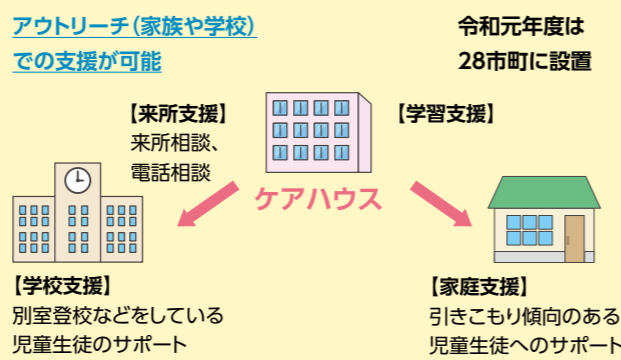 アウトリーチ（家族や学校）
での支援が可能
令和元年度は
28市町に設置
【来所支援】
来所相談、
電話相談
【学習支援】
ケアハウス
【学校支援】
別室登校などをしている
児童生徒のサポート
【家庭支援】
引きこもり傾向のある
児童生徒へのサポート